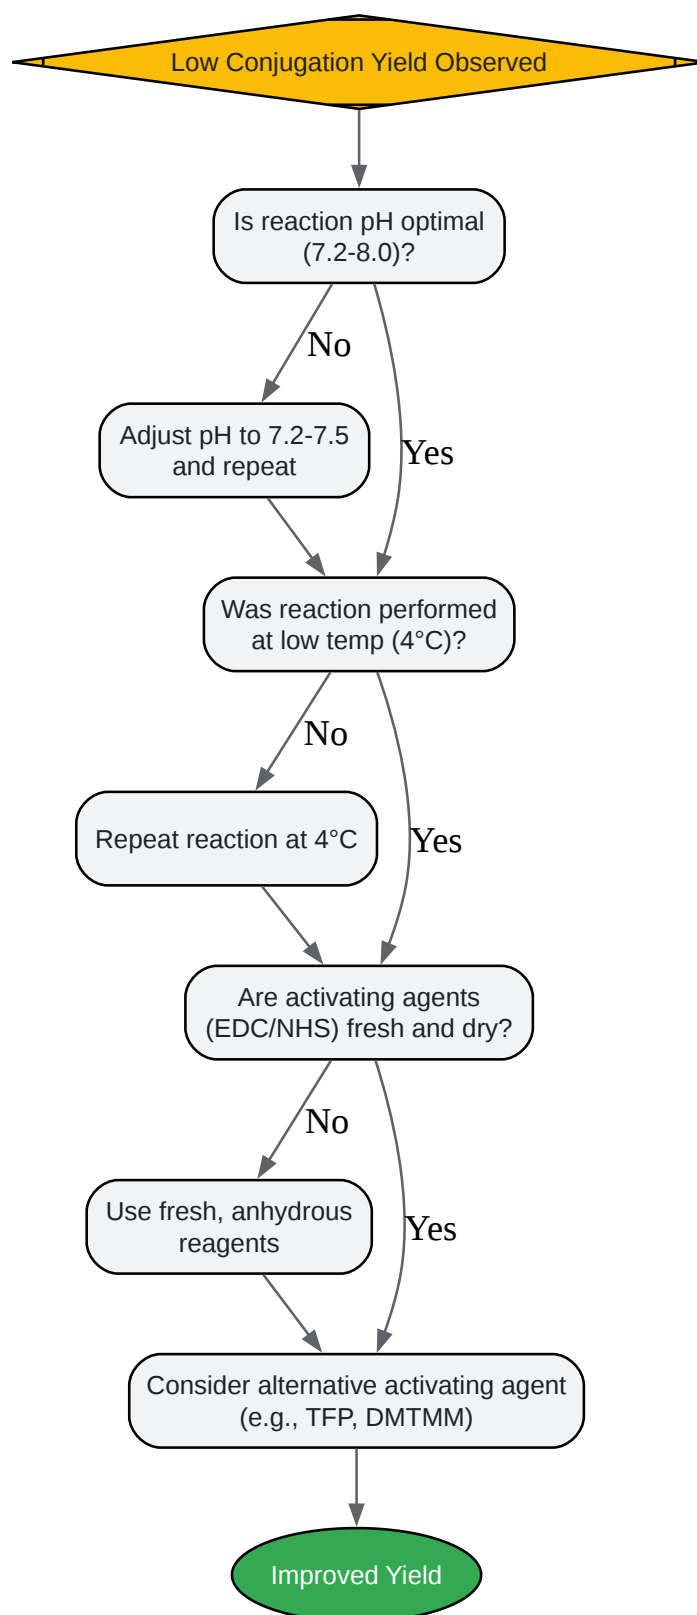 Low Conjugation Yield Observed
Is reaction pH optimal
(7.2-8.0)?
No
Adjust pH to 7.2-7.5
and repeat
Yes
Was reaction performed
at low temp (4°C)?
No
Repeat reaction at 4°C
Yes
Are activating agents
(EDC/NHS) fresh and dry?
No
Use fresh, anhydrous
reagents
Yes
Consider alternative activating agent
(e.g., TFP, DMTMM)
Improved Yield